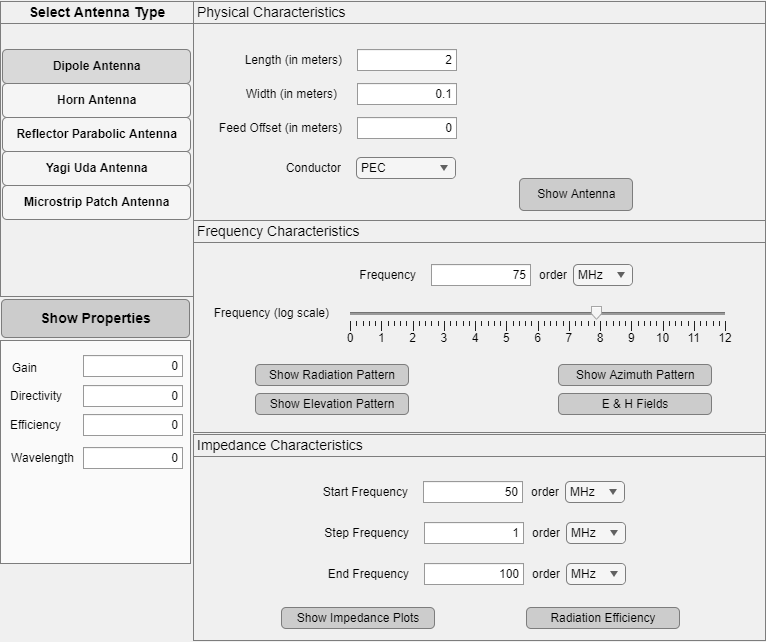 Select Antenna Type
Dipole Antenna
Horn Antenna
Reflector Parabolic Antenna
Yagi Uda Antenna
Microstrip Patch Antenna
Show Properties
Gain 0
Directivity 0
Efficiency 0
Wavelength 0
Physical Characteristics
Length (in meters) 2
Width (in meters) 0.1
Feed Offset (in meters) 0
Conductor PEC
Show Antenna
Frequency Characteristics
Frequency 75 order MHz
Frequency (log scale)
0 1 2 3 4 5 6 7 8 9 10 11 12
Show Radiation Pattern Show Azimuth Pattern
Show Elevation Pattern E & H Fields
Impedance Characteristics
Start Frequency 50 order MHz
Step Frequency 1 order MHz
End Frequency 100 order MHz
Show Impedance Plots Radiation Efficiency